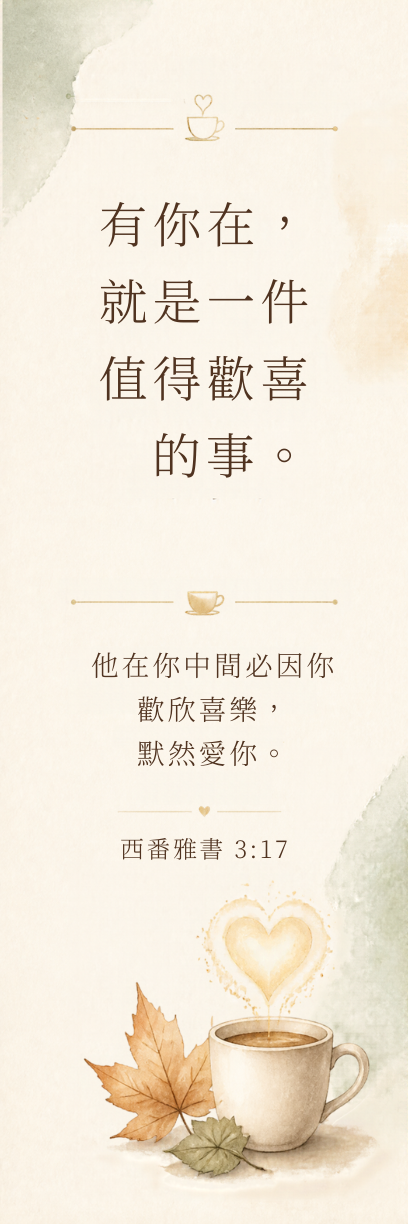 有你在，
就是一件
值得歡喜
的事。
他在你中間必因你
歡欣喜樂，
默然愛你。
西番雅書 3:17